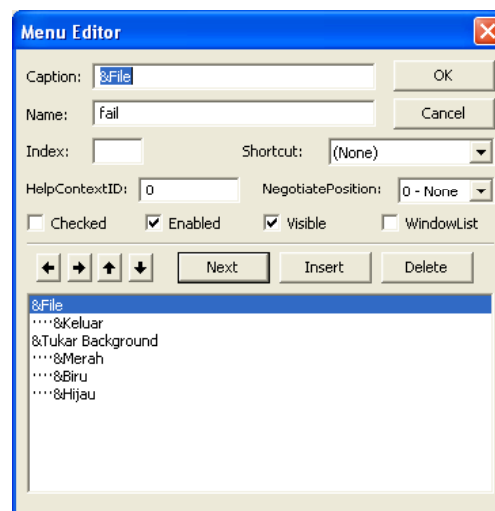 Menu Editor
Caption: &File OK
Name: fail Cancel
Index: Shortcut: (None)
HelpContextID: 0 NegotiatePosition: 0 - None
Checked Enabled Visible WindowList
Next Insert Delete
&File
····&Keluar
&Tukar Background
····&Merah
····&Biru
····&Hijau